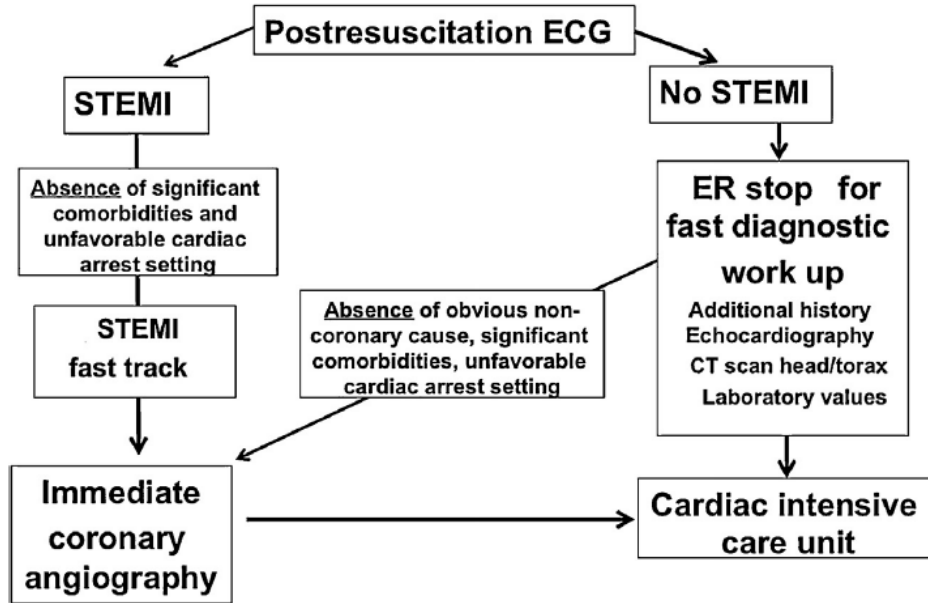 Postresuscitation ECG
STEMI
No STEMI
Absence of significant
comorbidities and
unfavorable cardiac
arrest setting
ER stop for
fast diagnostic
work up
Additional history
Echocardiography
CT scan head/torax
Laboratory values
Absence of obvious non-
coronary cause, significant
comorbidities, unfavorable
cardiac arrest setting
STEMI
fast track
Immediate
coronary
angiography
Cardiac intensive
care unit